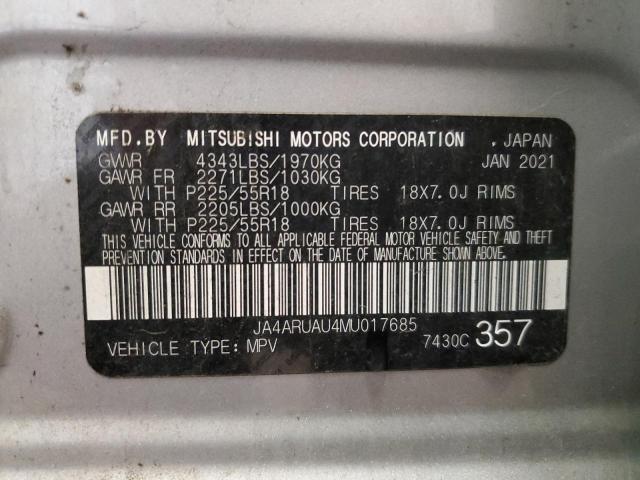 MFD.BY MITSUBISHI MOTORS CORPORATION . JAPAN
GVWR 4343LBS/1970KG JAN 2021
GAWR FR 2271LBS/1030KG
WITH P225/55R18 TIRES 18X7.0J RIMS
GAWR RR 2205LBS/1000KG
WITH P225/55R18 TIRES 18X7.0J RIMS
THIS VEHICLE CONFORMS TO ALL APPLICABLE FEDERAL MOTOR VEHICLE SAFETY AND THEFT
PREVENTION STANDARDS IN EFFECT ON THE DATE OF MANUFACTURE SHOWN ABOVE.
JA4ARUAU4MU017685
VEHICLE TYPE: MPV 7430C 357